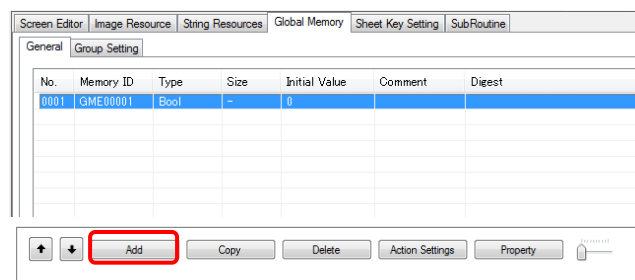 Screen Editor Image Resource String Resources Global Memory Sheet Key Setting SubRoutine
General Group Setting
No. Memory ID Type Size Initial Value Comment Digest
0001 GME00001 Bool - 0
Add Copy Delete Action Settings Property